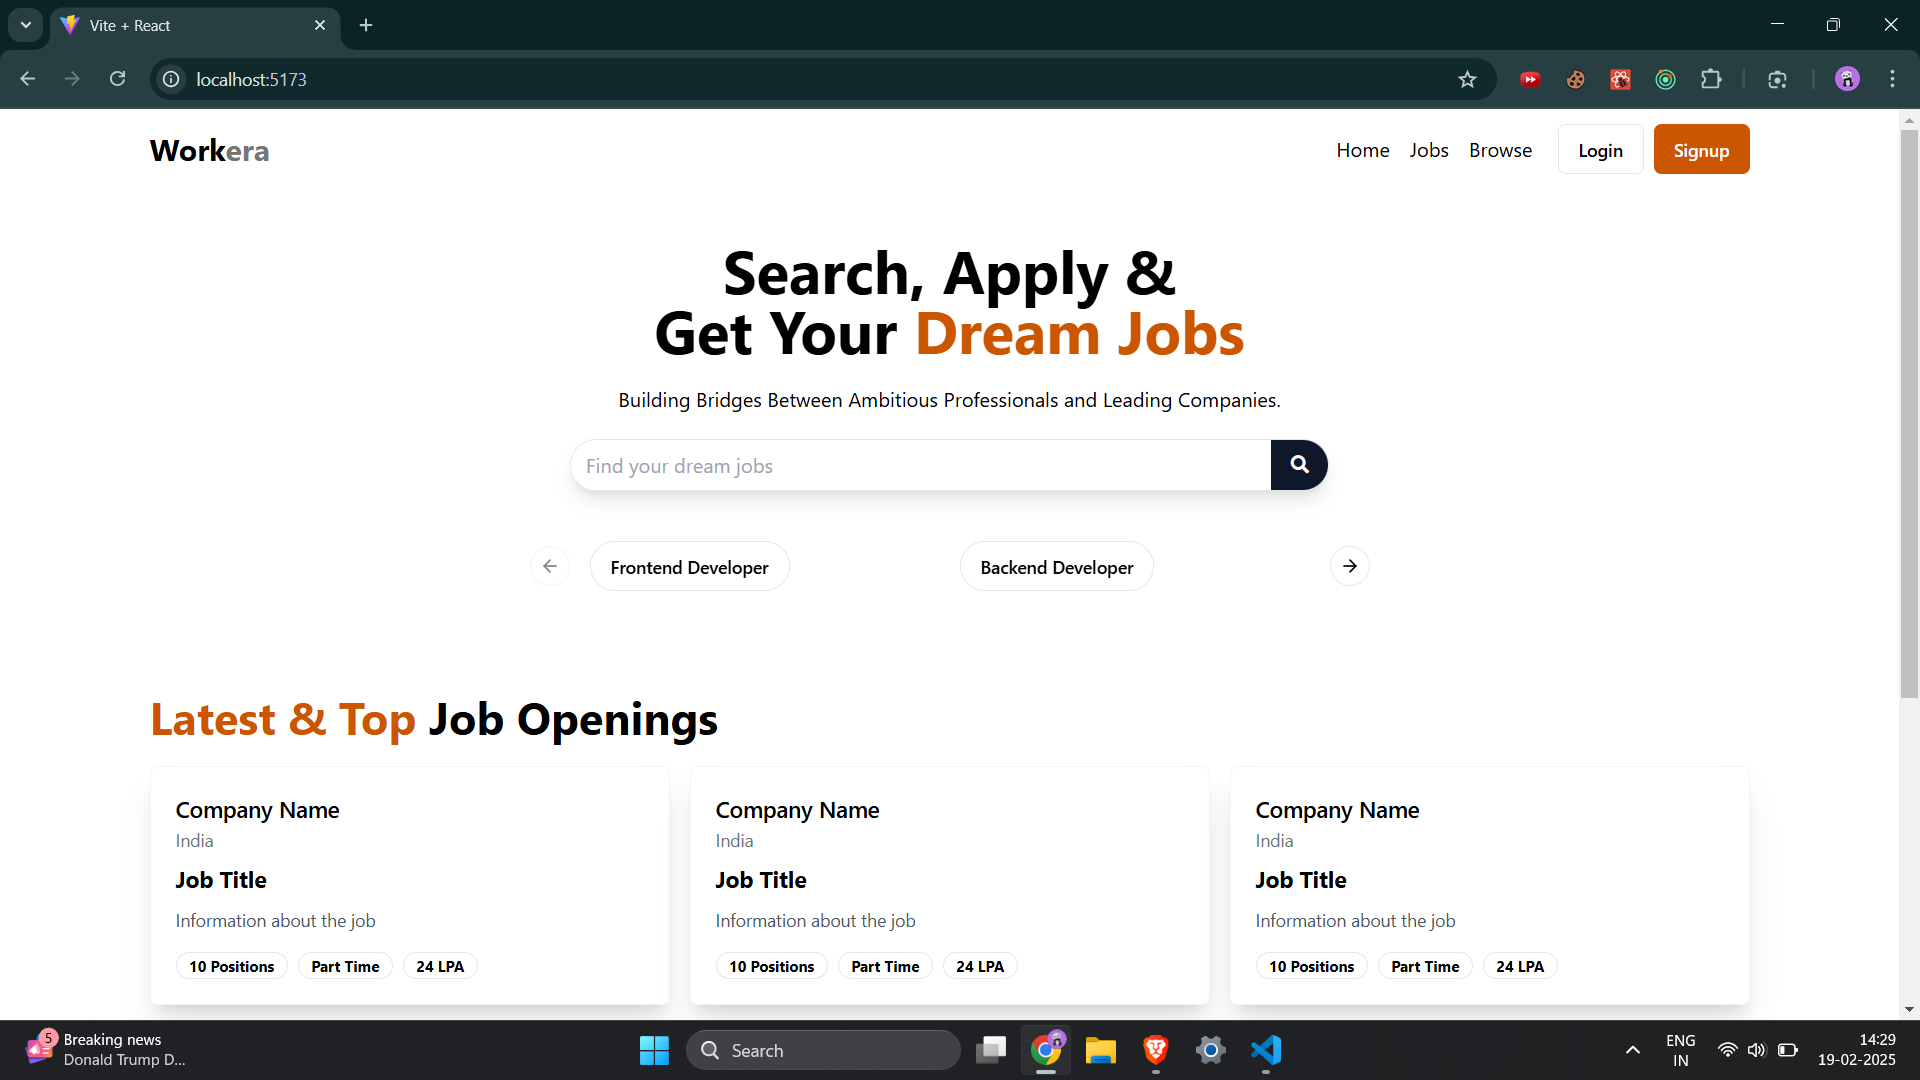 Vite + React
localhost:5173
Workera
Home Jobs Browse Login Signup
Search, Apply &
Get Your Dream Jobs
Building Bridges Between Ambitious Professionals and Leading Companies.
Find your dream jobs
Frontend Developer Backend Developer
Latest & Top Job Openings
Company Name
India
Job Title
Information about the job
10 Positions Part Time 24 LPA
Company Name
India
Job Title
Information about the job
10 Positions Part Time 24 LPA
Company Name
India
Job Title
Information about the job
10 Positions Part Time 24 LPA
5
Breaking news
Donald Trump D...
Search
ENG
IN
14:29
19-02-2025